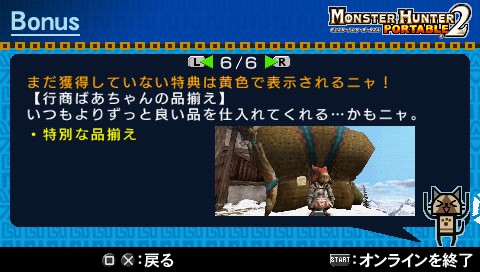 Bonus
MONSTER HUNTER
PORTABLE 2
L 6/6 R
まだ獲得していない特典は黄色で表示されるニャ！
【行商ばあちゃんの品揃え】
いつもよりずっと良い品を仕入れてくれる…かもニャ。
・特別な品揃え
:戻る
START:オンラインを終了